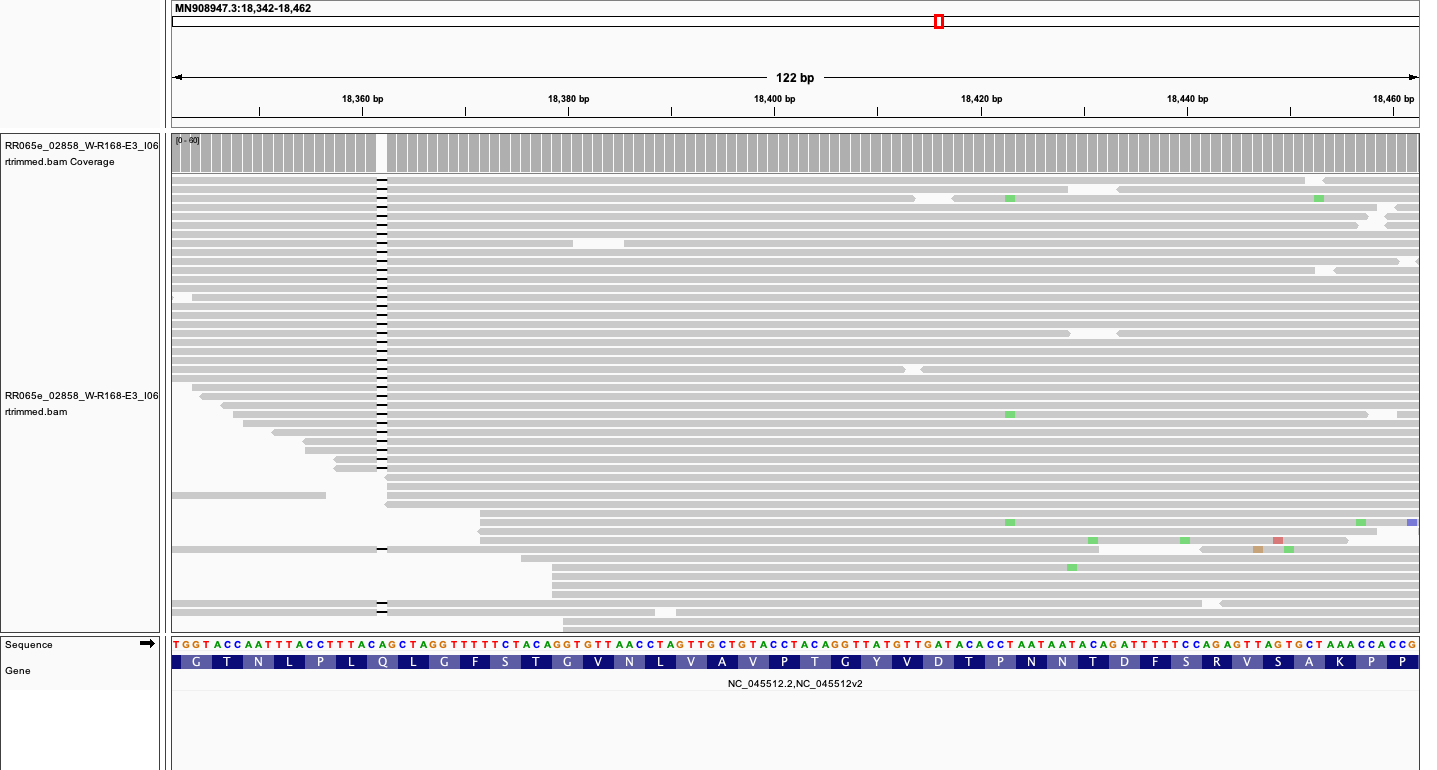 MN908947.3:18,342-18,462
122 bp
18,360 bp 18,380 bp 18,400 bp 18,420 bp 18,440 bp 18,460 bp
RR065e_02858_W-R168-E3_I06
rtrimmed.bam Coverage
[0 - 60]
RR065e_02858_W-R168-E3_I06
rtrimmed.bam
Sequence
TGGTACCAATTTACCTTTACAGCTAGGTTTTTCTACAGGTGTTAACCTAGTTGCTGTACCTACAGGTTATGTTGATACACCTAATAATACAGATTTTTCCAGAGTTAGTGCTAAACCACCG
Gene
G T N L P L Q L G F S T G V N L V A V P T G Y V D T P N N T D F S R V S A K P P
NC_045512.2,NC_045512v2